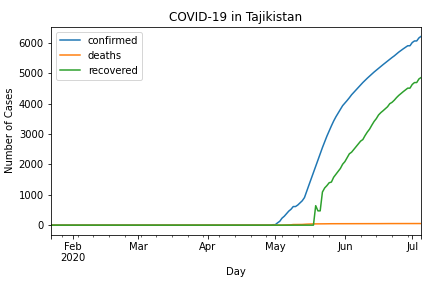 COVID-19 in Tajikistan
confirmed
deaths
recovered
Number of Cases
6000
5000
4000
3000
2000
1000
0
Feb
2020
Mar
Apr
May
Jun
Jul
Day